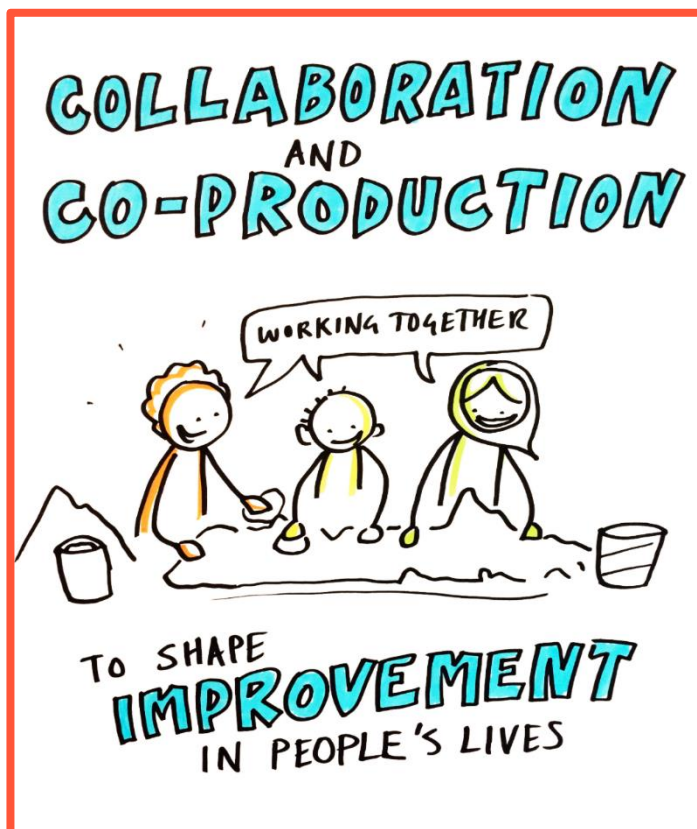 COLLABORATION
AND
CO-PRODUCTION
WORKING TOGETHER
TO SHAPE
IMPROVEMENT
IN PEOPLE'S LIVES